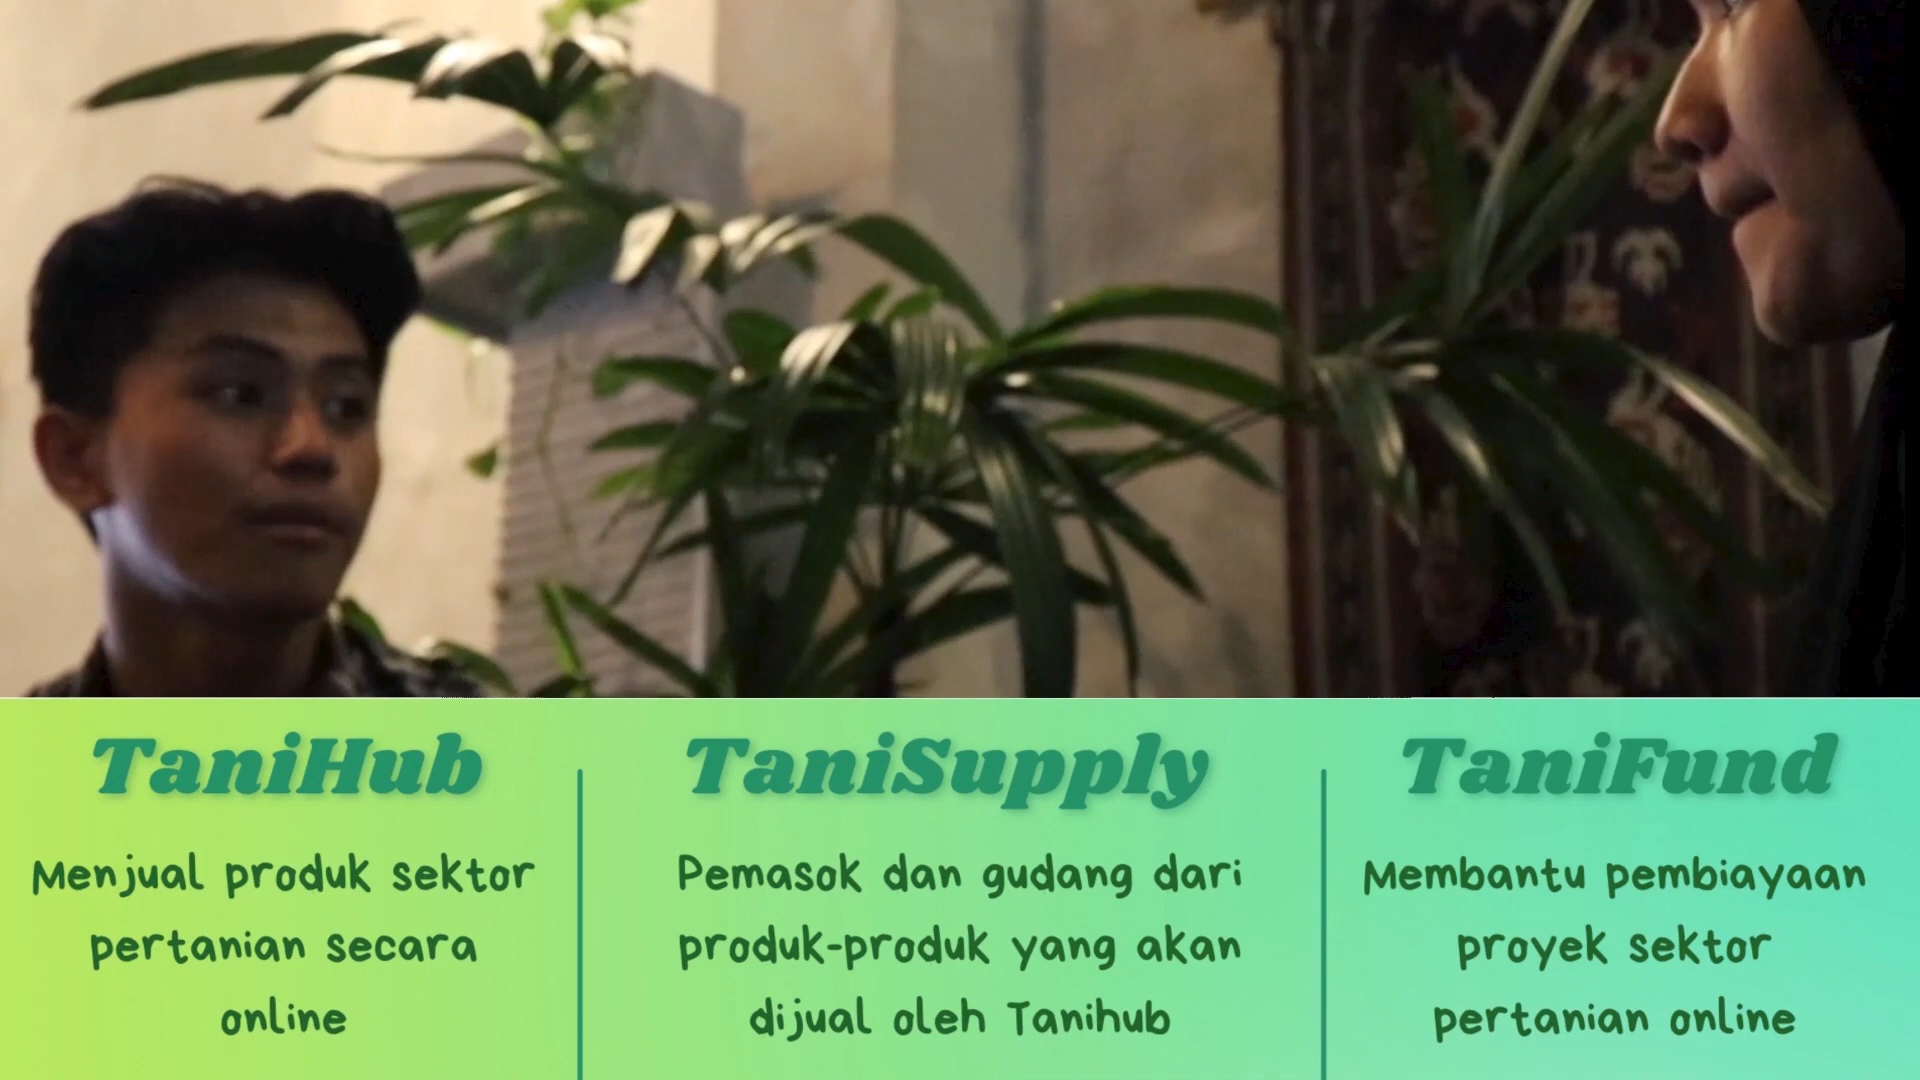 TaniHub
Menjual produk sektor
pertanian secara
online
TaniSupply
Pemasok dan gudang dari
produk-produk yang akan
dijual oleh Tanihub
TaniFund
Membantu pembiayaan
proyek sektor
pertanian online